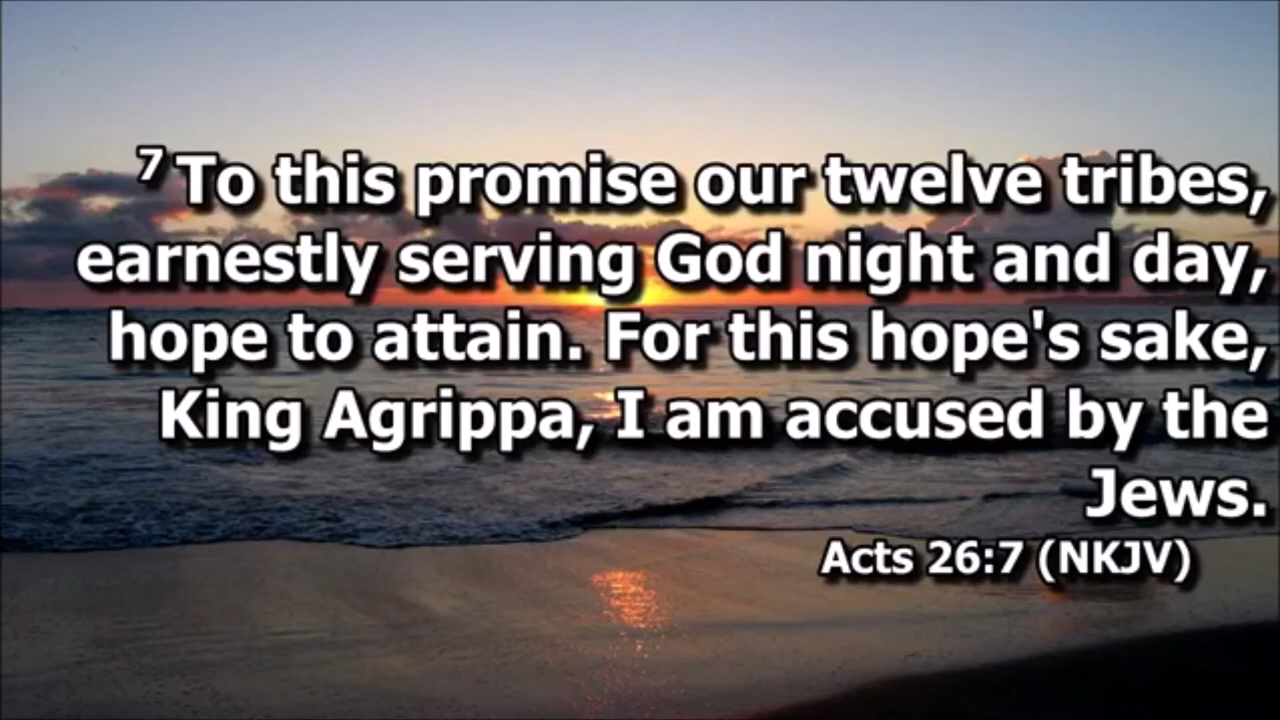 7 To this promise our twelve tribes,
earnestly serving God night and day,
hope to attain. For this hope's sake,
King Agrippa, I am accused by the
Jews.
Acts 26:7 (NKJV)